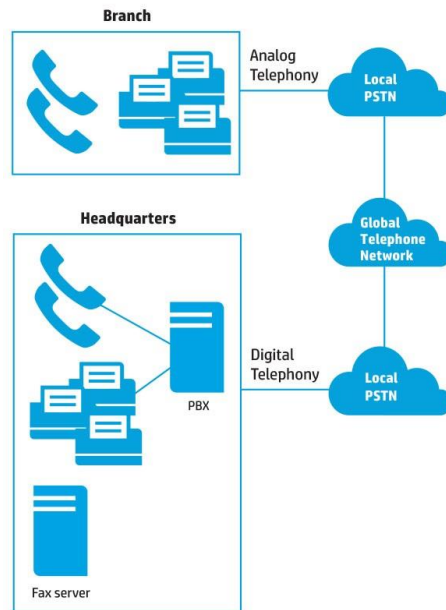 Branch
Analog
Telephony
Local
PSTN
Global
Telephone
Network
Headquarters
PBX
Digital
Telephony
Local
PSTN
Fax server